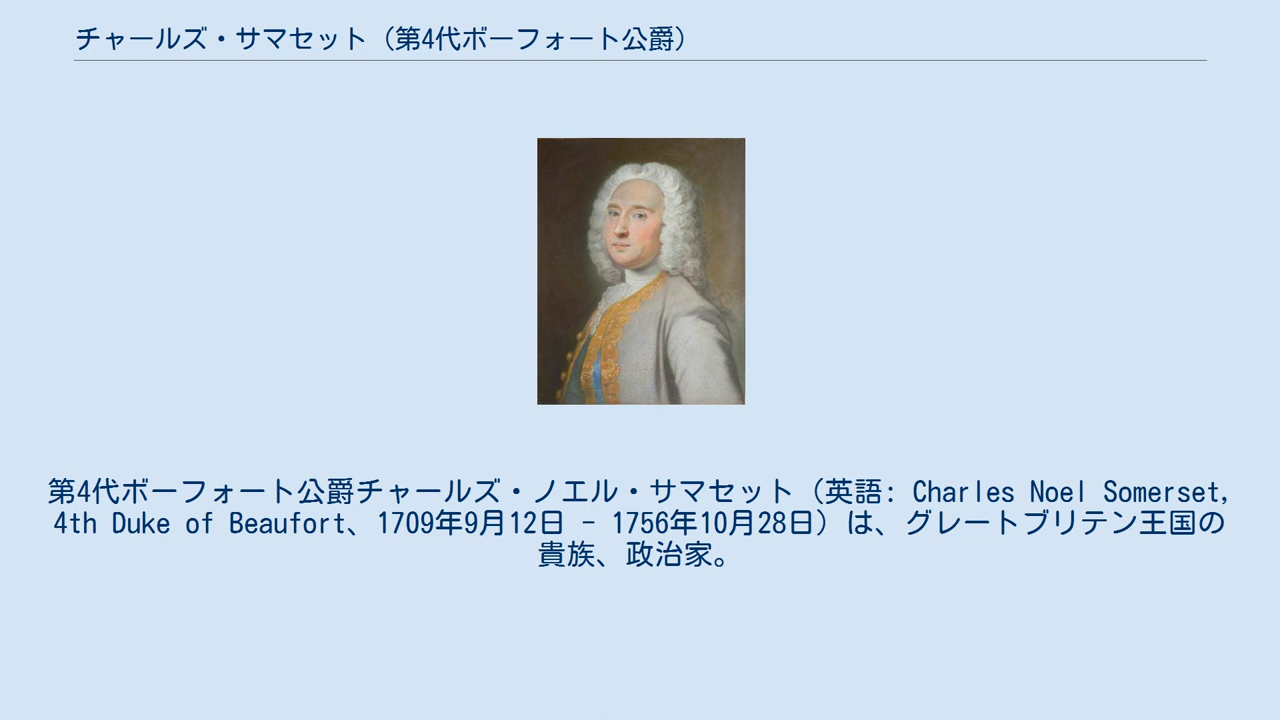 チャールズ・サマセット（第4代ボーフォート公爵）
第4代ボーフォート公爵チャールズ・ノエル・サマセット（英語: Charles Noel Somerset,
4th Duke of Beaufort、1709年9月12日 - 1756年10月28日）は、グレートブリテン王国の
貴族、政治家。